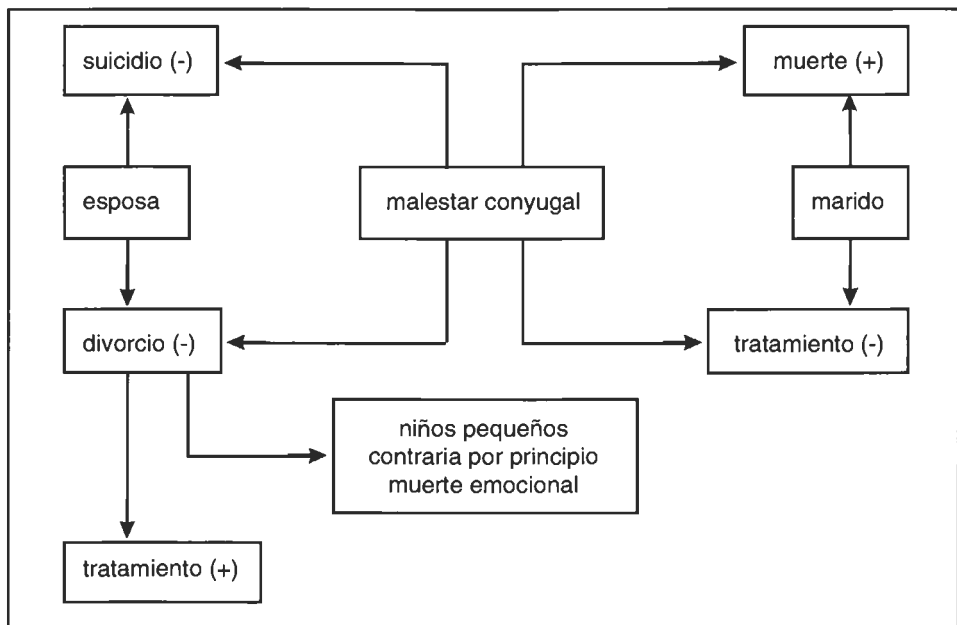 suicidio (-)
muerte (+)
esposa
malestar conyugal
marido
divorcio (-)
tratamiento (-)
niños pequeños
contraria por principio
muerte emocional
tratamiento (+)